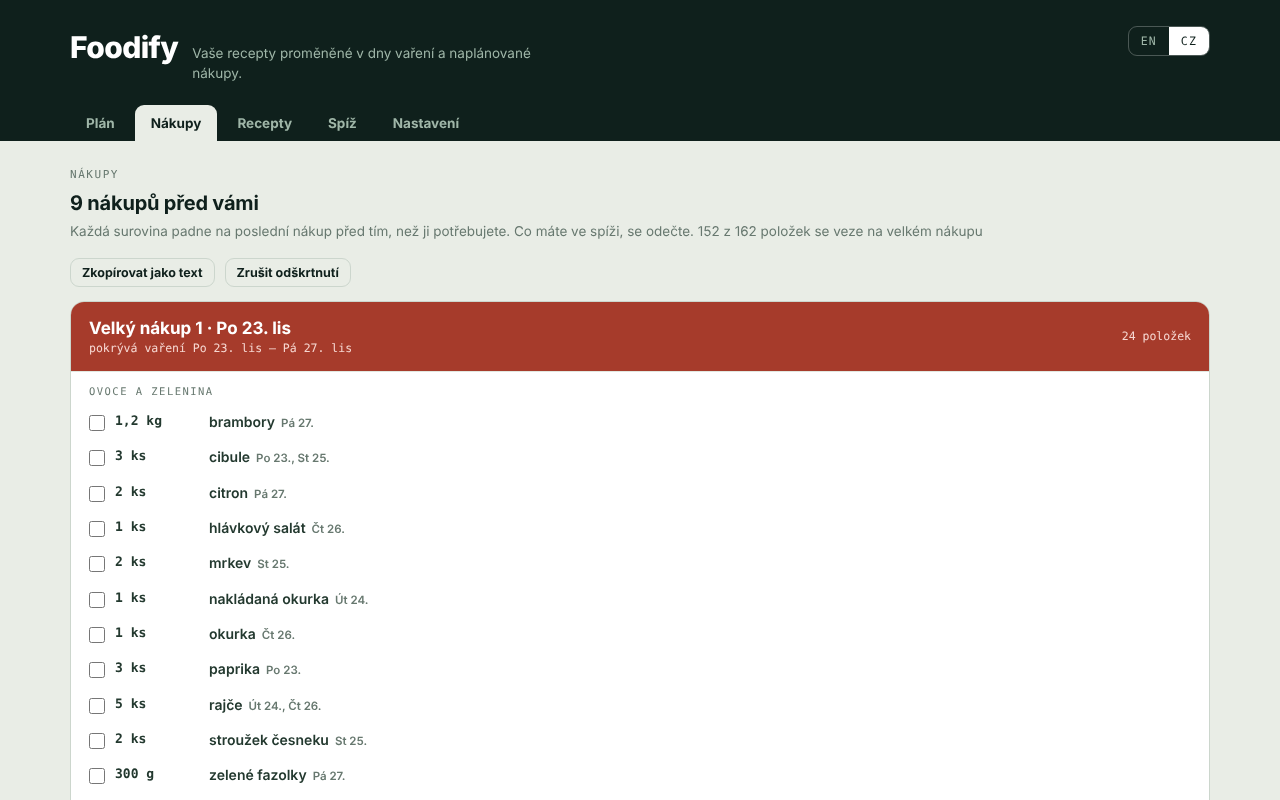 Foodify
Vaše recepty proměněné v dny vaření a naplánované
nákupy.
EN CZ
Plán Nákupy Recepty Spíž Nastavení
NÁKUPY
9 nákupů před vámi
Každá surovina padne na poslední nákup před tím, než ji potřebujete. Co máte ve spíži, se odečte. 152 z 162 položek se veze na velkém nákupu
Zkopírovat jako text Zrušit odškrtnutí
Velký nákup 1 · Po 23. lis
pokrývá vaření Po 23. lis – Pá 27. lis
24 položek
OVOCE A ZELENINA
1,2 kg brambory Pá 27.
3 ks cibule Po 23., St 25.
2 ks citron Pá 27.
1 ks hlávkový salát Čt 26.
2 ks mrkev St 25.
1 ks nakládaná okurka Út 24.
1 ks okurka Čt 26.
3 ks paprika Po 23.
5 ks rajče Út 24., Čt 26.
2 ks stroužek česneku St 25.
300 g zelené fazolky Pá 27.